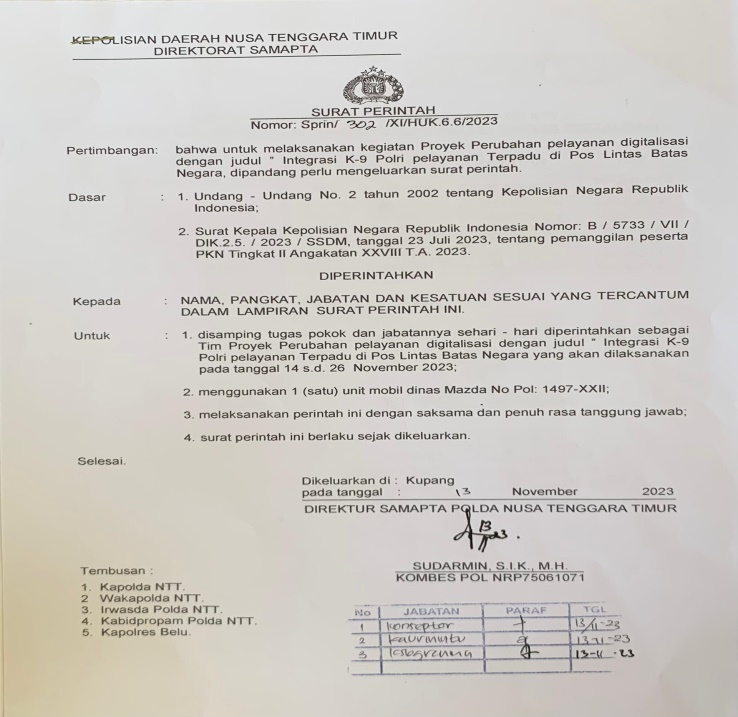 KEPOLISIAN DAERAH NUSA TENGGARA TIMUR
DIREKTORAT SAMAPTA
SURAT PERINTAH
Nomor: Sprin/ 302 /XI/HUK.6.6/2023
Pertimbangan: bahwa untuk melaksanakan kegiatan Proyek Perubahan pelayanan digitalisasi
dengan judul " Integrasi K-9 Polri pelayanan Terpadu di Pos Lintas Batas
Negara, dipandang perlu mengeluarkan surat perintah.
Dasar : 1. Undang - Undang No. 2 tahun 2002 tentang Kepolisian Negara Republik
Indonesia;
2. Surat Kepala Kepolisian Negara Republik Indonesia Nomor: B / 5733 / VII /
DIK.2.5. / 2023 / SSDM, tanggal 23 Juli 2023, tentang pemanggilan peserta
PKN Tingkat II Angakatan XXVIII T.A. 2023.
DIPERINTAHKAN
Kepada : NAMA, PANGKAT, JABATAN DAN KESATUAN SESUAI YANG TERCANTUM
DALAM LAMPIRAN SURAT PERINTAH INI.
Untuk : 1. disamping tugas pokok dan jabatannya sehari - hari diperintahkan sebagai
Tim Proyek Perubahan pelayanan digitalisasi dengan judul " Integrasi K-9
Polri pelayanan Terpadu di Pos Lintas Batas Negara yang akan dilaksanakan
pada tanggal 14 s.d. 26 November 2023;
2. menggunakan 1 (satu) unit mobil dinas Mazda No Pol: 1497-XXII;
3. melaksanakan perintah ini dengan saksama dan penuh rasa tanggung jawab;
4. surat perintah ini berlaku sejak dikeluarkan.
Selesai.
Dikeluarkan di : Kupang
pada tanggal : 13 November 2023
DIREKTUR SAMAPTA POLDA NUSA TENGGARA TIMUR
SUDARMIN, S.I.K., M.H.
KOMBES POL NRP75061071
Tembusan :
1. Kapolda NTT.
2 Wakapolda NTT.
3. Irwasda Polda NTT.
4. Kabidpropam Polda NTT.
5. Kapolres Belu.
No JABATAN PARAF TGL
1 Konseptor 13/11-23
2 Kaurmintu 13-11-23
3 13-11-23